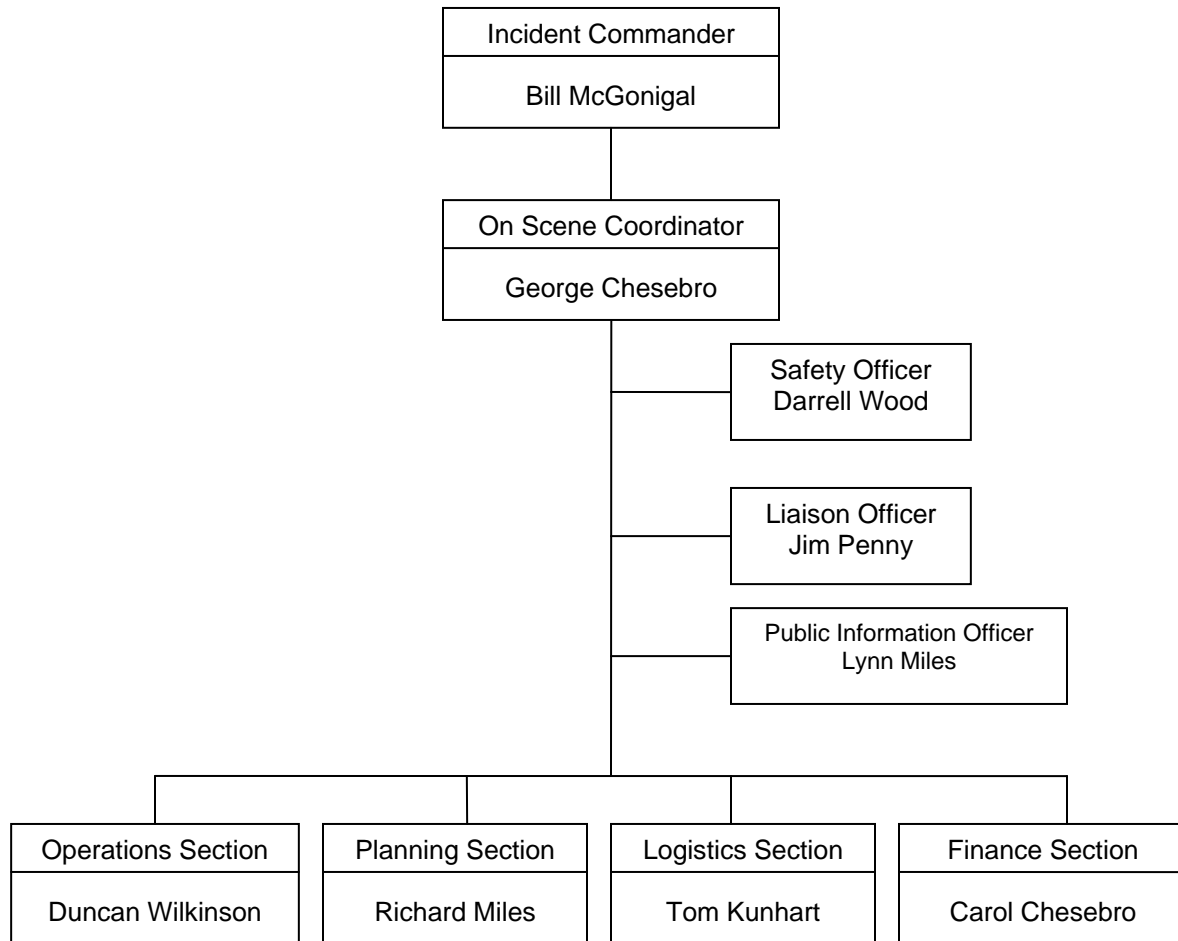 Incident Commander
Bill McGonigal
On Scene Coordinator
George Chesebro
Safety Officer
Darrell Wood
Liaison Officer
Jim Penny
Public Information Officer
Lynn Miles
Operations Section
Duncan Wilkinson
Planning Section
Richard Miles
Logistics Section
Tom Kunhart
Finance Section
Carol Chesebro